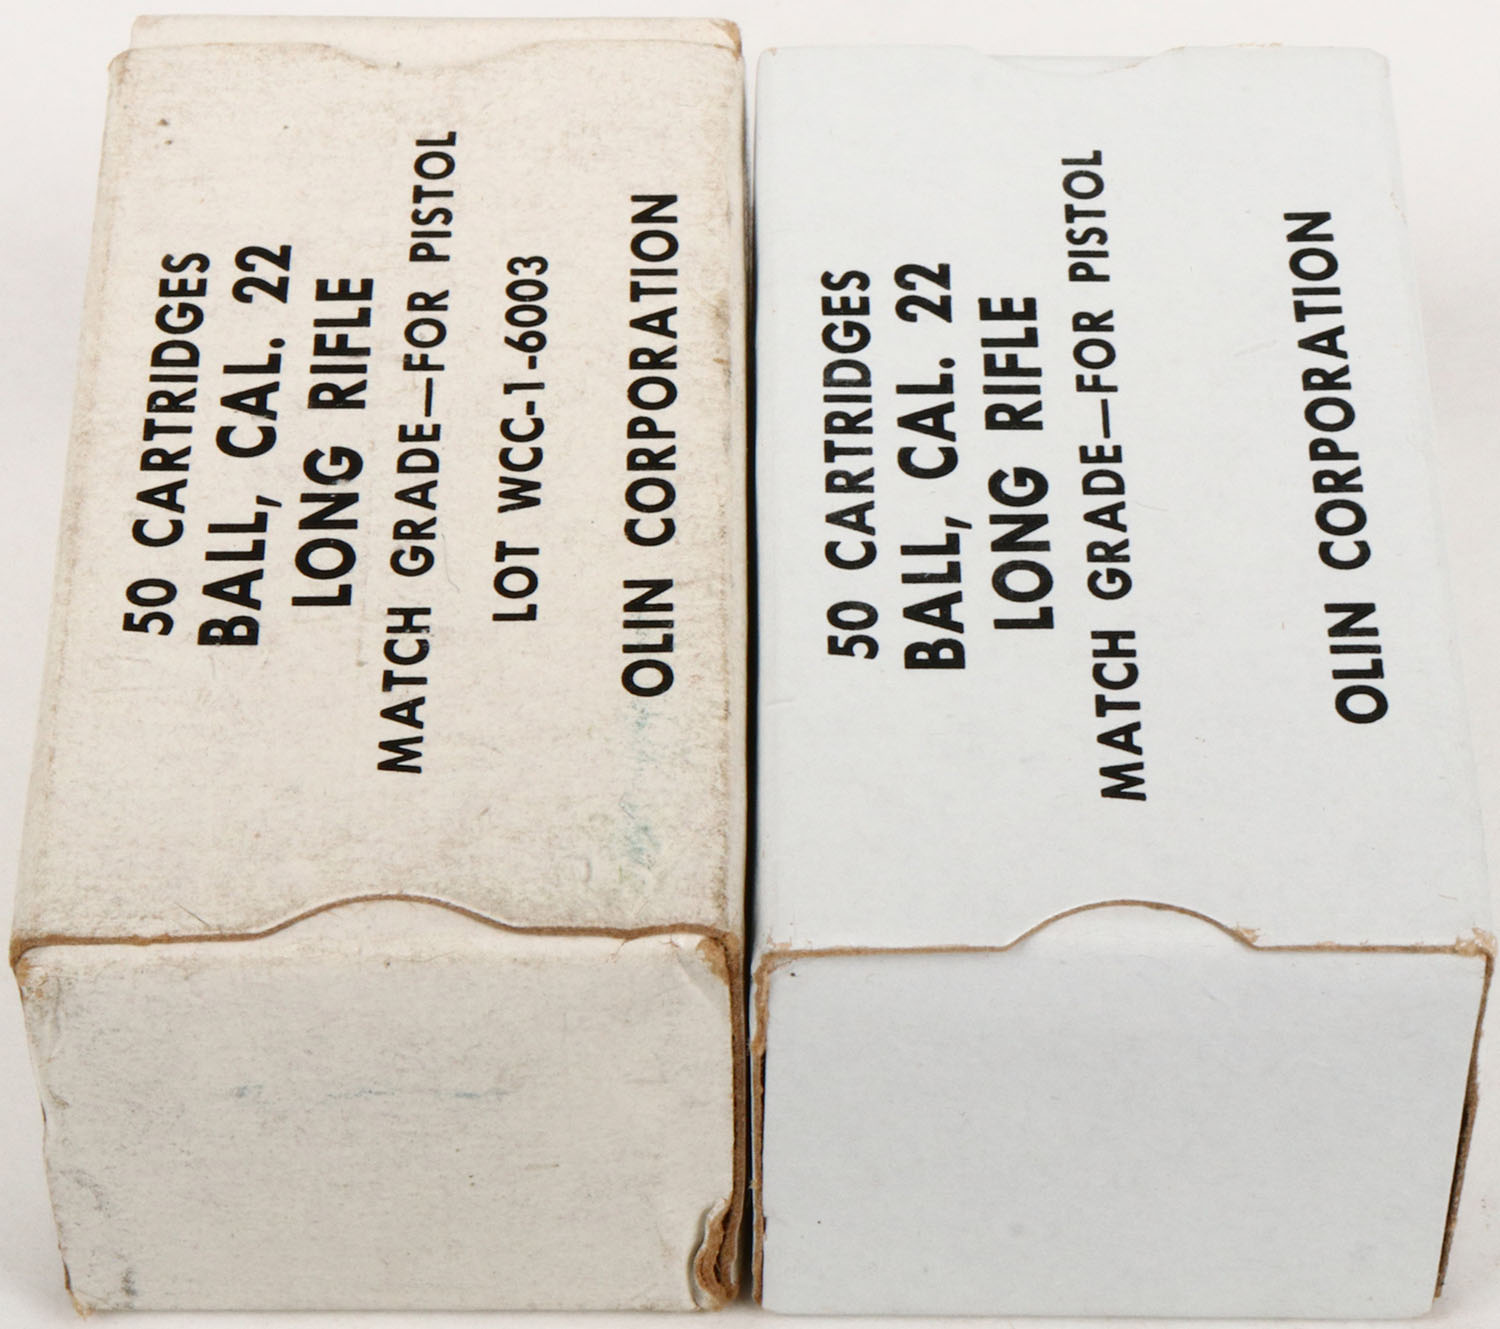 50 CARTRIDGES
BALL, CAL. 22
LONG RIFLE
MATCH GRADE—FOR PISTOL
LOT WCC-1-6003
OLIN CORPORATION
50 CARTRIDGES
BALL, CAL. 22
LONG RIFLE
MATCH GRADE—FOR PISTOL
OLIN CORPORATION